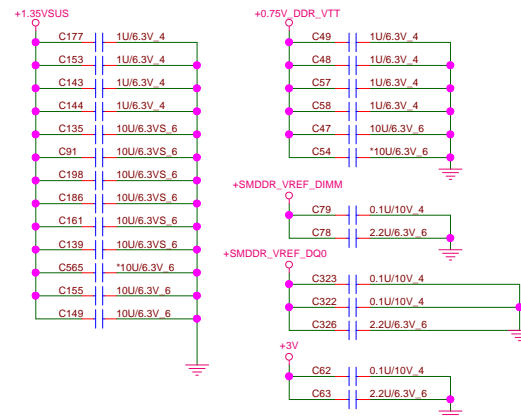 +1.35VSUS
C177 1U/6.3V_4
C153 1U/6.3V_4
C143 1U/6.3V_4
C144 1U/6.3V_4
C135 10U/6.3VS_6
C91 10U/6.3VS_6
C198 10U/6.3VS_6
C186 10U/6.3VS_6
C161 10U/6.3VS_6
C139 10U/6.3VS_6
C565 *10U/6.3V_6
C155 10U/6.3V_6
C149 10U/6.3V_6
+0.75V_DDR_VTT
C49 1U/6.3V_4
C48 1U/6.3V_4
C57 1U/6.3V_4
C58 1U/6.3V_4
C47 10U/6.3V_6
C54 *10U/6.3V_6
+SMDDR_VREF_DIMM
C79 0.1U/10V_4
C78 2.2U/6.3V_6
+SMDDR_VREF_DQ0
C323 0.1U/10V_4
C322 0.1U/10V_4
C326 2.2U/6.3V_6
+3V
C62 0.1U/10V_4
C63 2.2U/6.3V_6